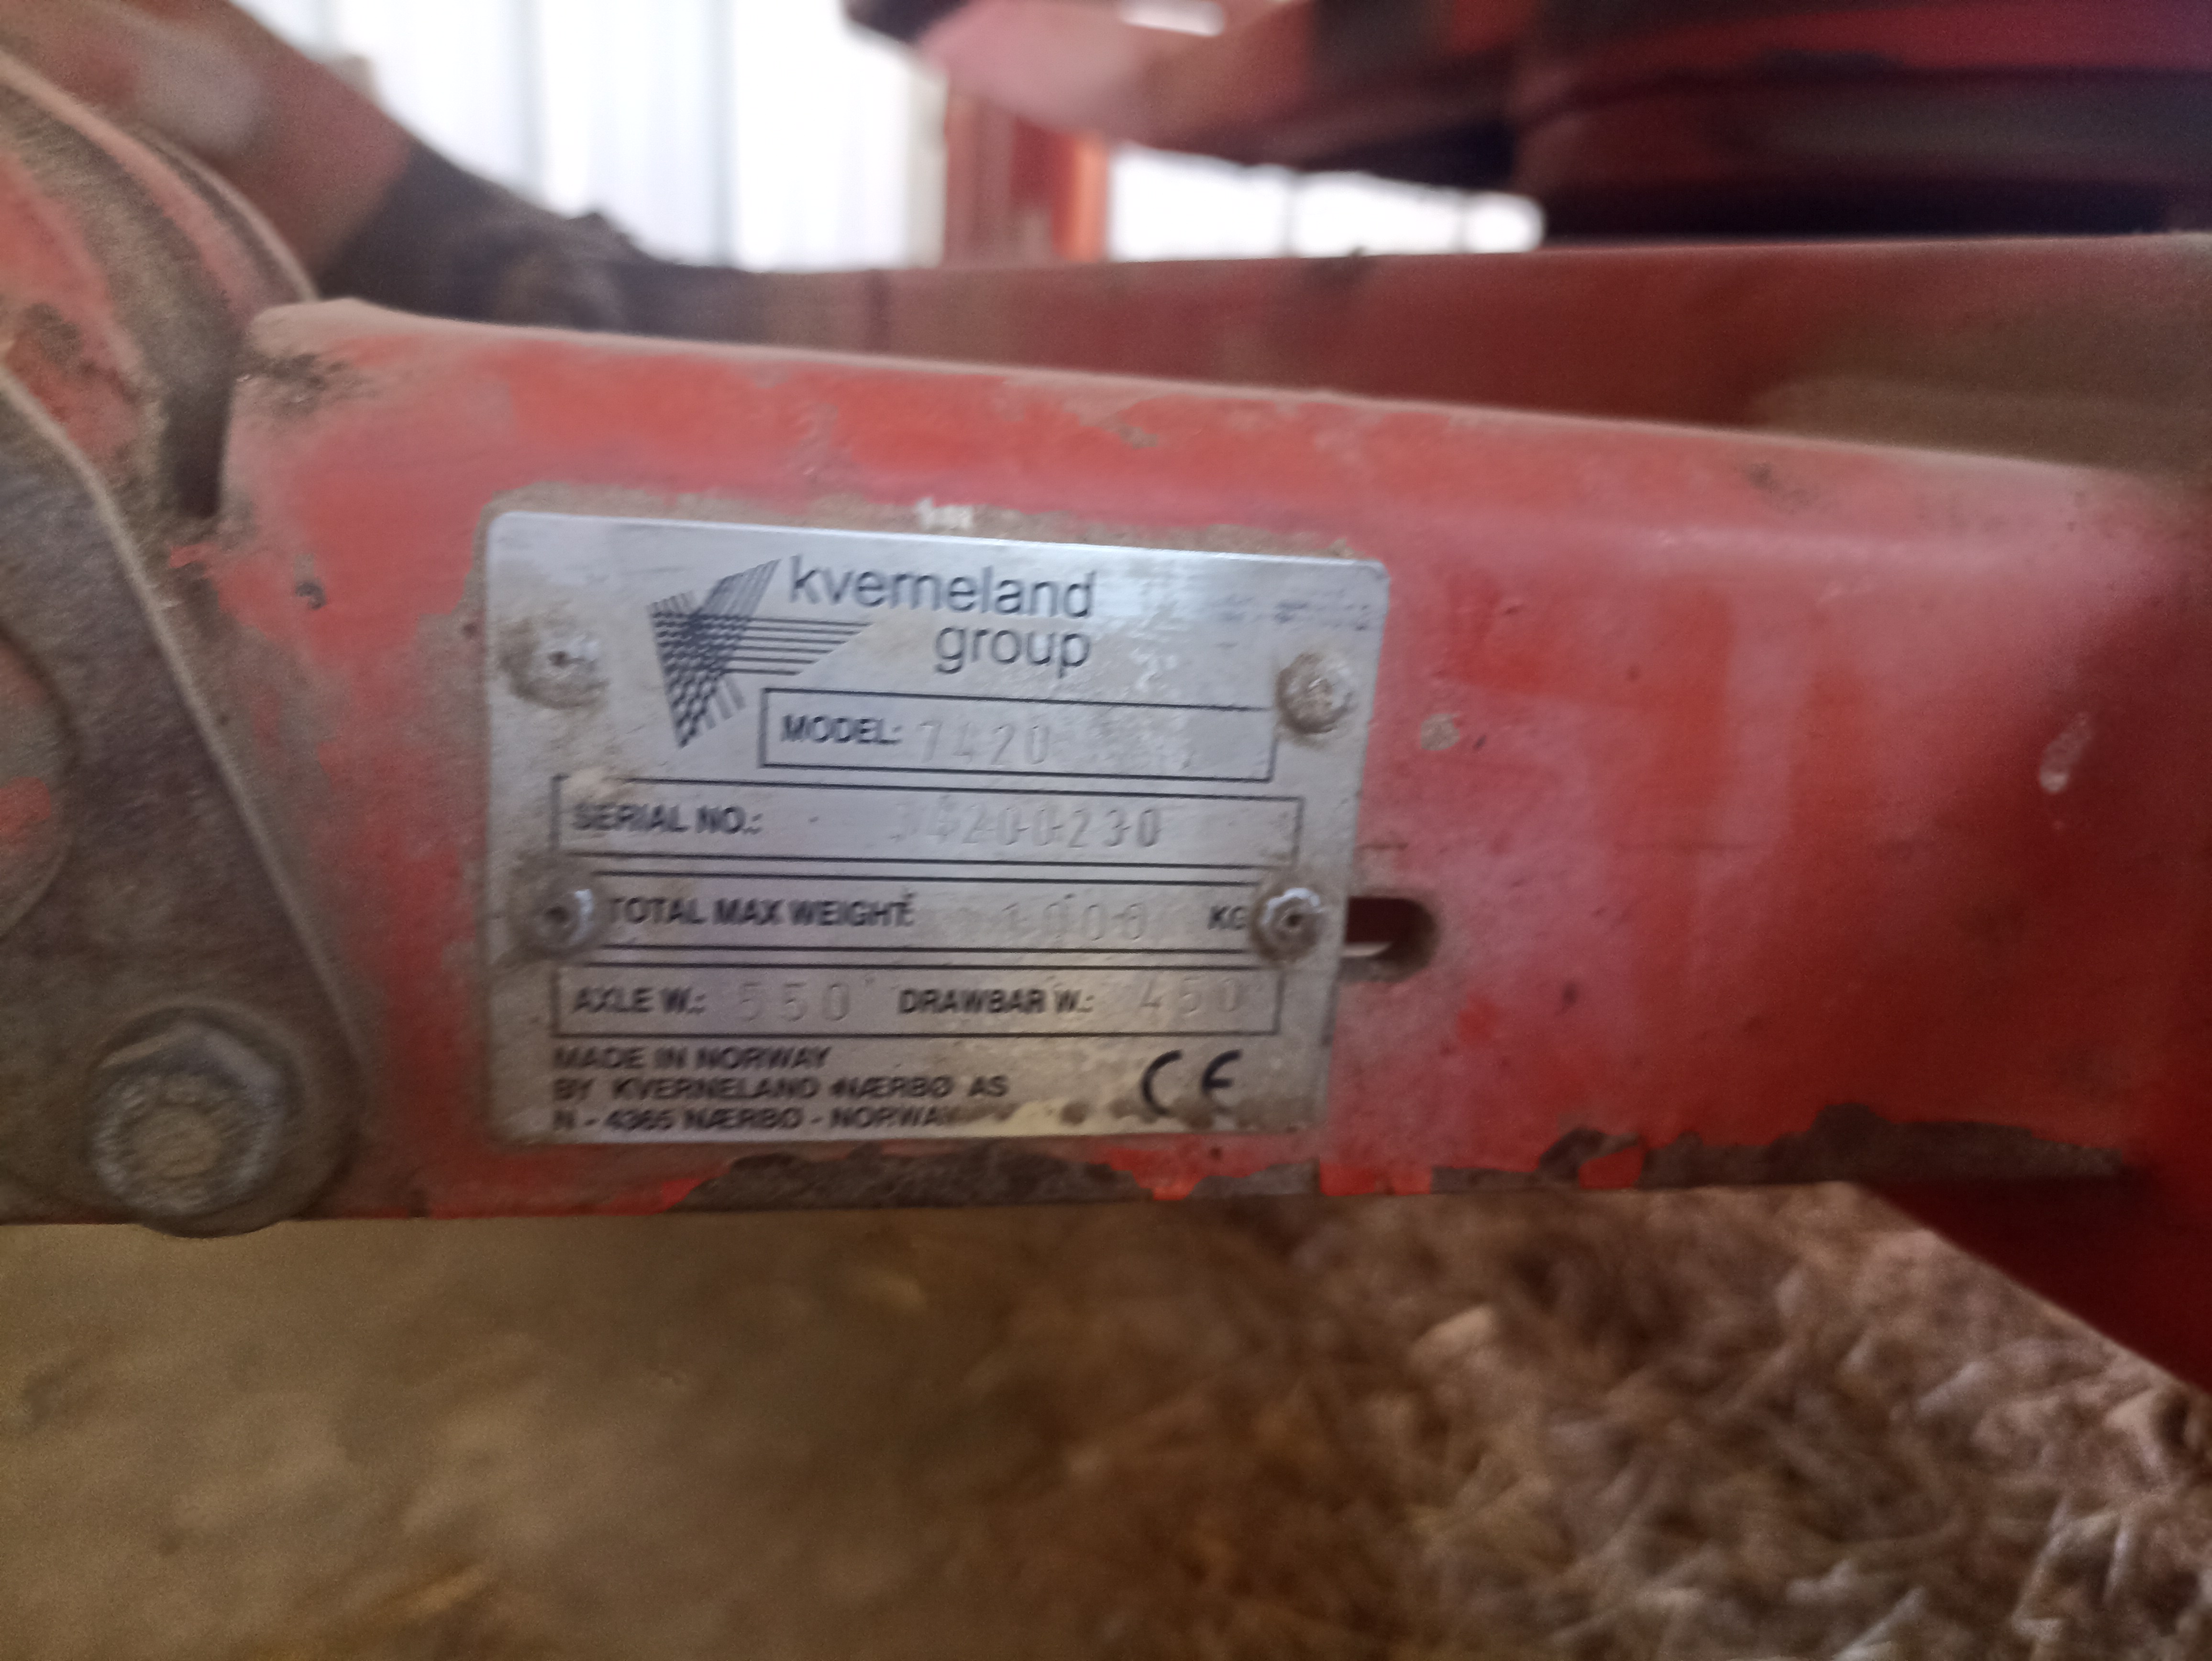 kverneland
group
MODEL: 7420
SERIAL NO.: 34200230
TOTAL MAX WEIGHT: 1000 KG
AXLE W.: 550 DRAWBAR W.: 450
MADE IN NORWAY
BY KVERNELAND NÆRBØ AS
N - 4365 NÆRBØ - NORWAY
CE